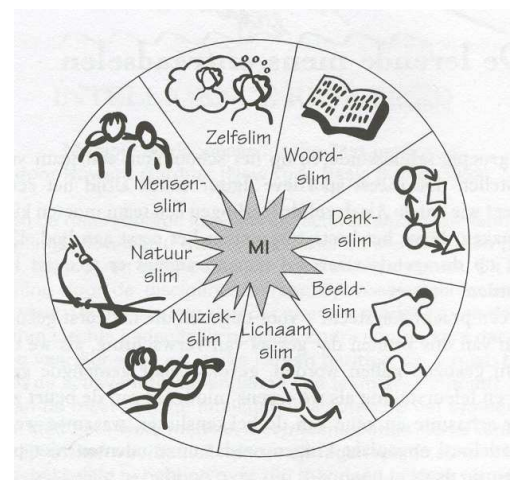 Zelfslim
Woord-
slim
Denk-
slim
Beeld-
slim
Lichaam
slim
Muziek-
slim
Natuur
slim
Mensen-
slim
MI